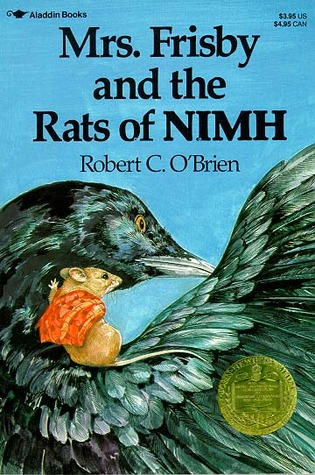 Aladdin Books
$3.95 US
$4.95 CAN
Mrs. Frisby
and the
Rats of NIMH
Robert C. O'Brien